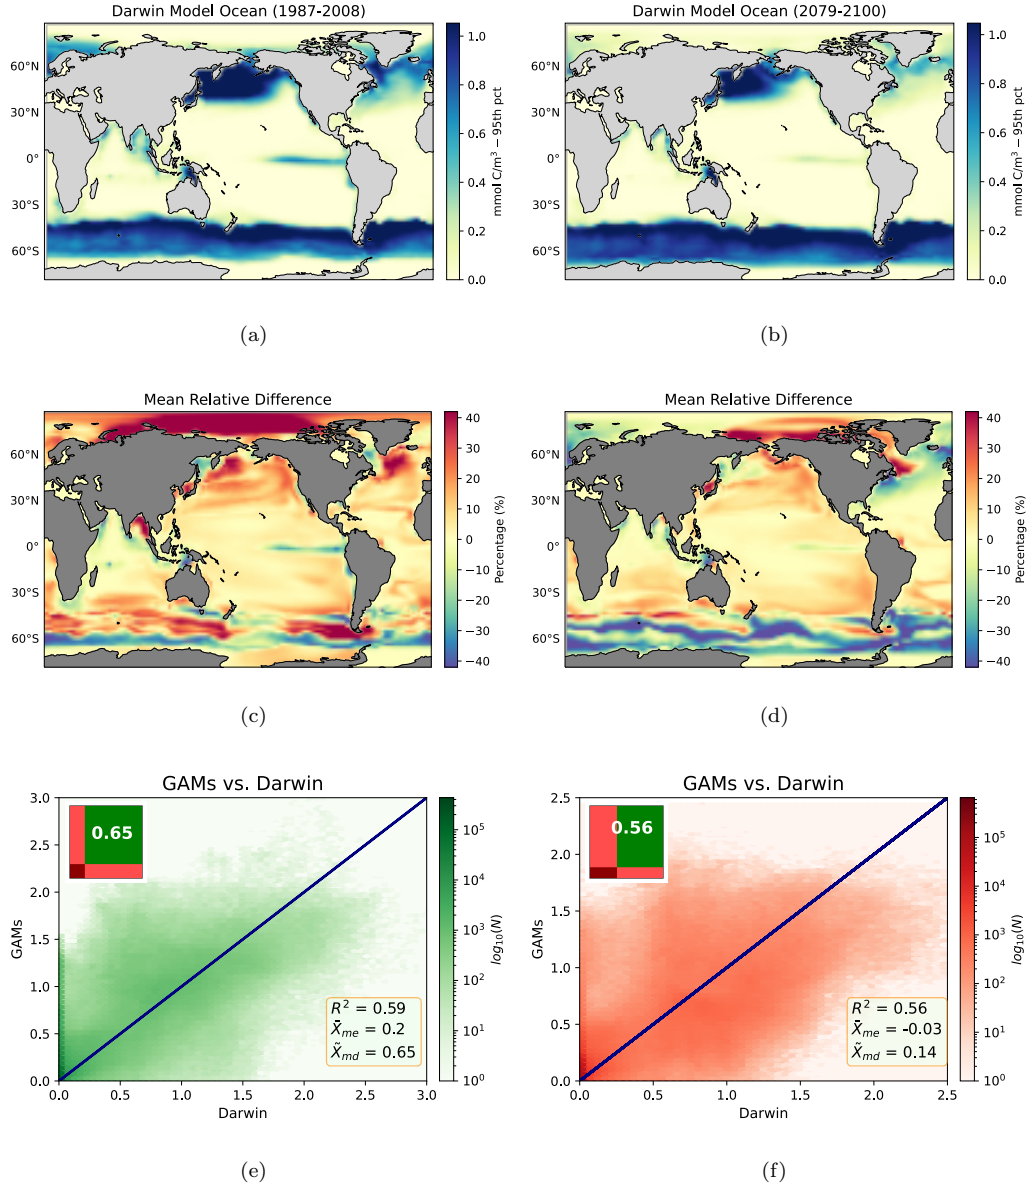 Darwin Model Ocean (1987-2008)
60°N
30°N
0°
30°S
60°S
1.0
0.8
0.6
0.4
0.2
0.0
mmol C/m³ − 95th pct
(a)
Darwin Model Ocean (2079-2100)
60°N
30°N
0°
30°S
60°S
1.0
0.8
0.6
0.4
0.2
0.0
mmol C/m³ − 95th pct
(b)
Mean Relative Difference
60°N
30°N
0°
30°S
60°S
40
30
20
10
0
−10
−20
−30
−40
Percentage (%)
(c)
Mean Relative Difference
60°N
30°N
0°
30°S
60°S
40
30
20
10
0
−10
−20
−30
−40
Percentage (%)
(d)
GAMs vs. Darwin
3.0
2.5
2.0
1.5
1.0
0.5
0.0
GAMs
0.65
R² = 0.59
X̄me = 0.2
X̃md = 0.65
0.0 0.5 1.0 1.5 2.0 2.5 3.0
Darwin
10⁵
10⁴
10³
10²
10¹
10⁰
log₁₀(N)
(e)
GAMs vs. Darwin
2.5
2.0
1.5
1.0
0.5
0.0
GAMs
0.56
R² = 0.56
X̄me = -0.03
X̃md = 0.14
0.0 0.5 1.0 1.5 2.0 2.5
Darwin
10⁵
10⁴
10³
10²
10¹
10⁰
log₁₀(N)
(f)